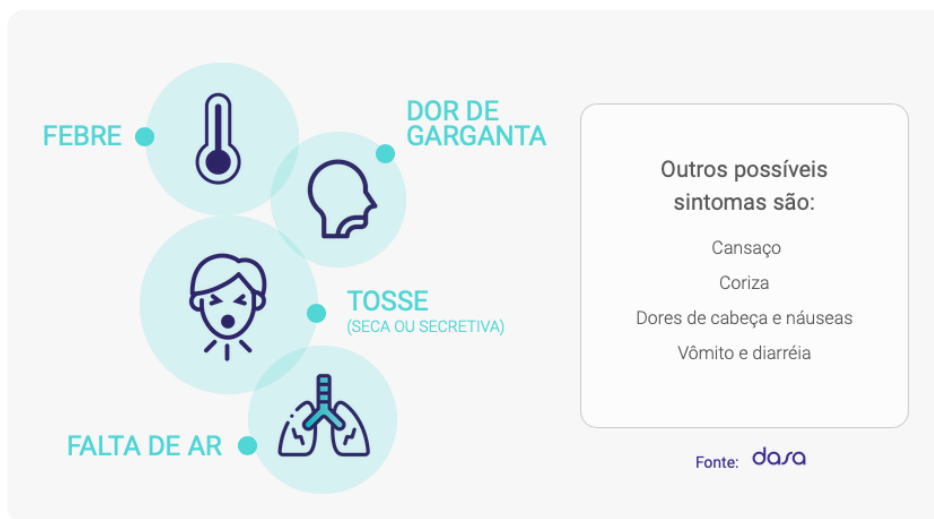 FEBRE
DOR DE
GARGANTA
TOSSE
(SECA OU SECRETIVA)
FALTA DE AR
Outros possíveis
sintomas são:
Cansaço
Coriza
Dores de cabeça e náuseas
Vômito e diarréia
Fonte: dasa